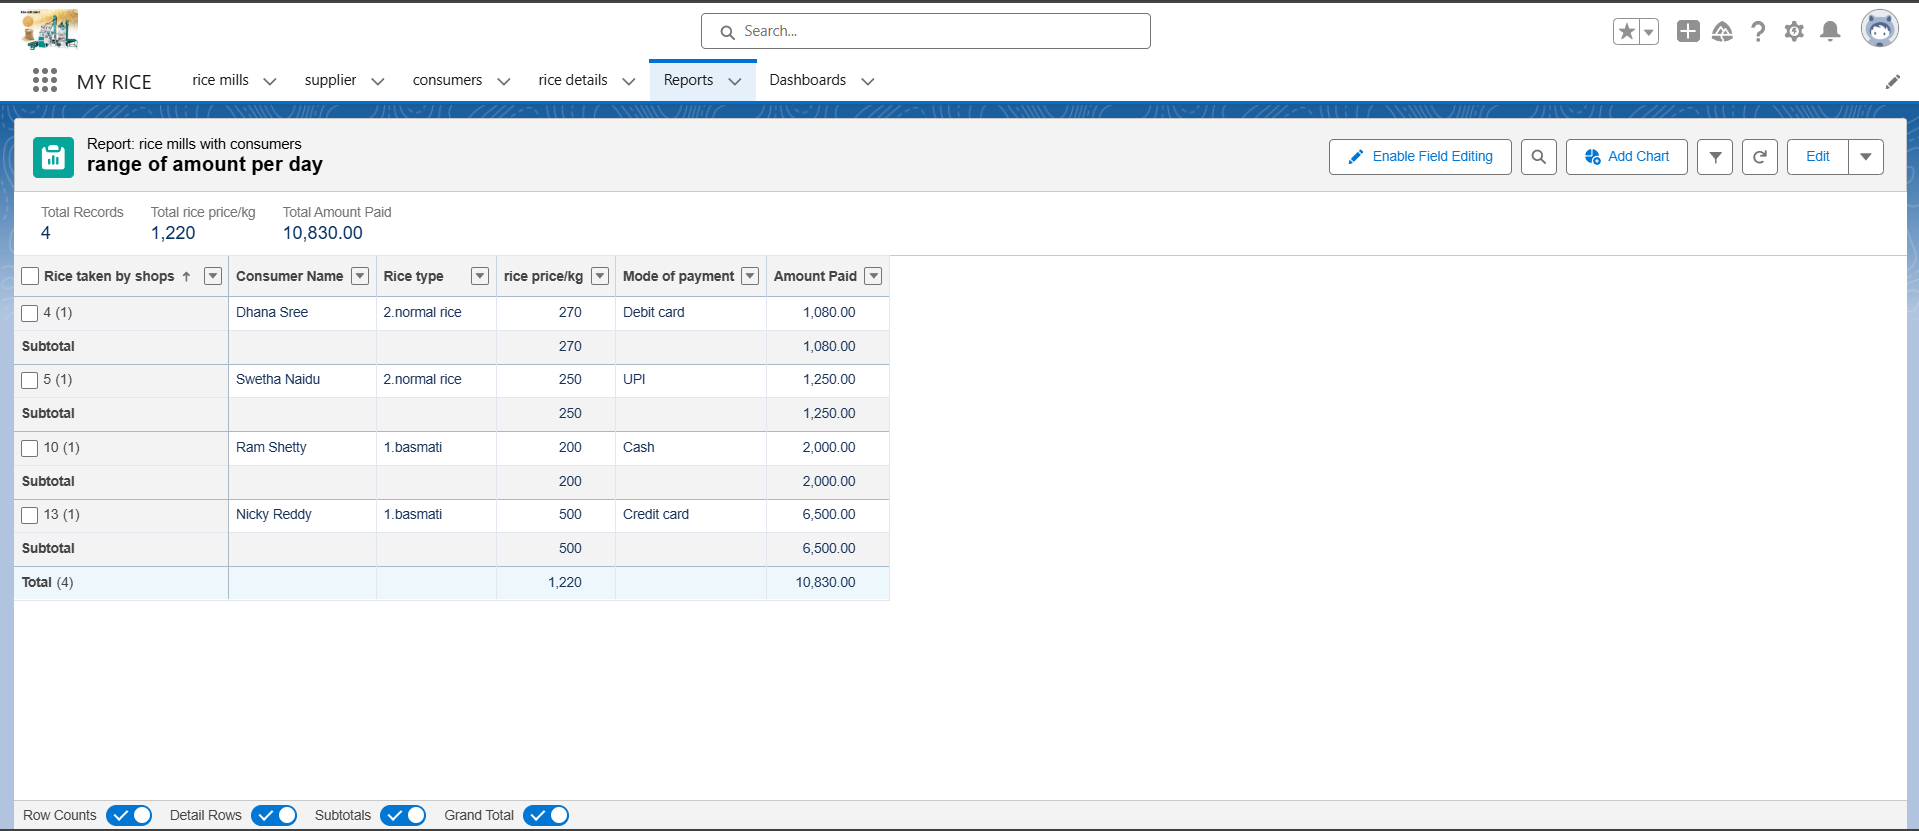 Search...
MY RICE rice mills supplier consumers rice details Reports Dashboards
Report: rice mills with consumers
range of amount per day
Enable Field Editing Add Chart Edit
Total Records Total rice price/kg Total Amount Paid
4 1,220 10,830.00
Rice taken by shops ↑ Consumer Name Rice type rice price/kg Mode of payment Amount Paid
4 (1) Dhana Sree 2.normal rice 270 Debit card 1,080.00
Subtotal 270 1,080.00
5 (1) Swetha Naidu 2.normal rice 250 UPI 1,250.00
Subtotal 250 1,250.00
10 (1) Ram Shetty 1.basmati 200 Cash 2,000.00
Subtotal 200 2,000.00
13 (1) Nicky Reddy 1.basmati 500 Credit card 6,500.00
Subtotal 500 6,500.00
Total (4) 1,220 10,830.00
Row Counts Detail Rows Subtotals Grand Total